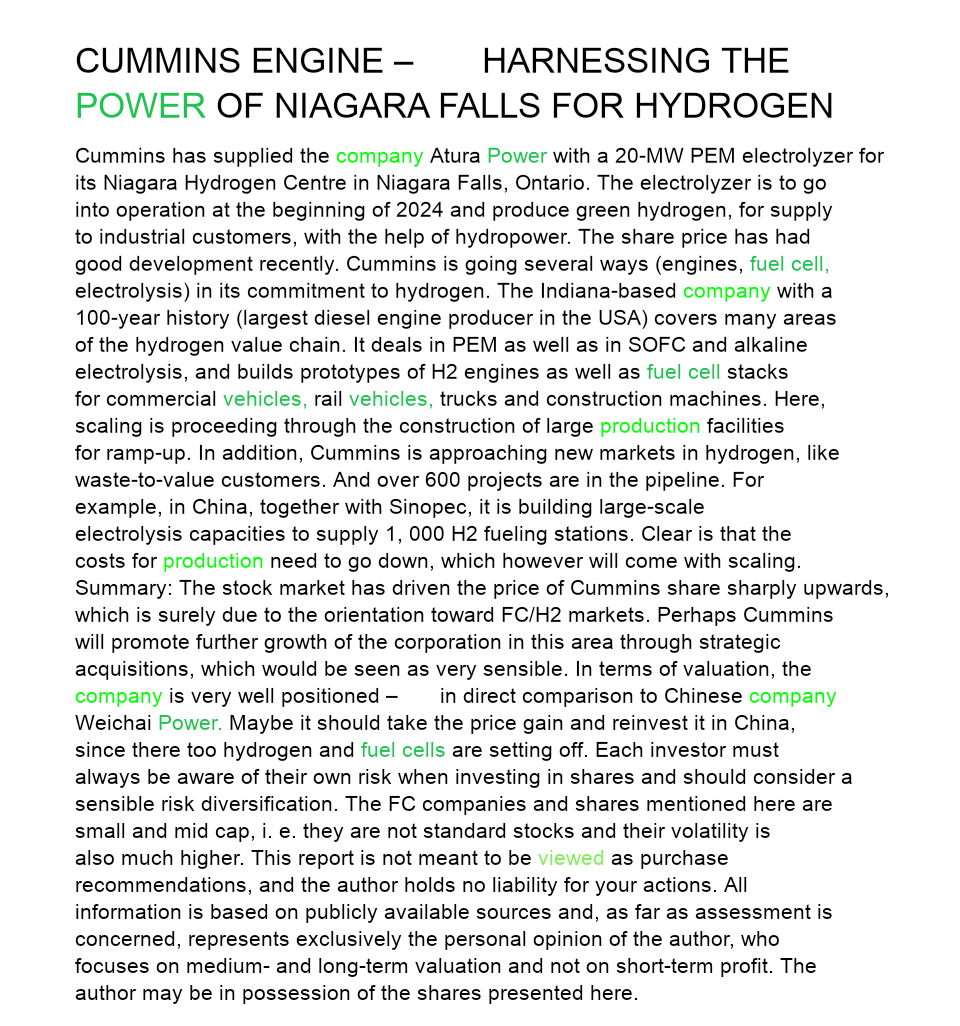 CUMMINS ENGINE – HARNESSING THE
POWER OF NIAGARA FALLS FOR HYDROGEN
Cummins has supplied the company Atura Power with a 20-MW PEM electrolyzer for
its Niagara Hydrogen Centre in Niagara Falls, Ontario. The electrolyzer is to go
into operation at the beginning of 2024 and produce green hydrogen, for supply
to industrial customers, with the help of hydropower. The share price has had
good development recently. Cummins is going several ways (engines, fuel cell,
electrolysis) in its commitment to hydrogen. The Indiana-based company with a
100-year history (largest diesel engine producer in the USA) covers many areas
of the hydrogen value chain. It deals in PEM as well as in SOFC and alkaline
electrolysis, and builds prototypes of H2 engines as well as fuel cell stacks
for commercial vehicles, rail vehicles, trucks and construction machines. Here,
scaling is proceeding through the construction of large production facilities
for ramp-up. In addition, Cummins is approaching new markets in hydrogen, like
waste-to-value customers. And over 600 projects are in the pipeline. For
example, in China, together with Sinopec, it is building large-scale
electrolysis capacities to supply 1, 000 H2 fueling stations. Clear is that the
costs for production need to go down, which however will come with scaling.
Summary: The stock market has driven the price of Cummins share sharply upwards,
which is surely due to the orientation toward FC/H2 markets. Perhaps Cummins
will promote further growth of the corporation in this area through strategic
acquisitions, which would be seen as very sensible. In terms of valuation, the
company is very well positioned – in direct comparison to Chinese company
Weichai Power. Maybe it should take the price gain and reinvest it in China,
since there too hydrogen and fuel cells are setting off. Each investor must
always be aware of their own risk when investing in shares and should consider a
sensible risk diversification. The FC companies and shares mentioned here are
small and mid cap, i. e. they are not standard stocks and their volatility is
also much higher. This report is not meant to be viewed as purchase
recommendations, and the author holds no liability for your actions. All
information is based on publicly available sources and, as far as assessment is
concerned, represents exclusively the personal opinion of the author, who
focuses on medium- and long-term valuation and not on short-term profit. The
author may be in possession of the shares presented here.